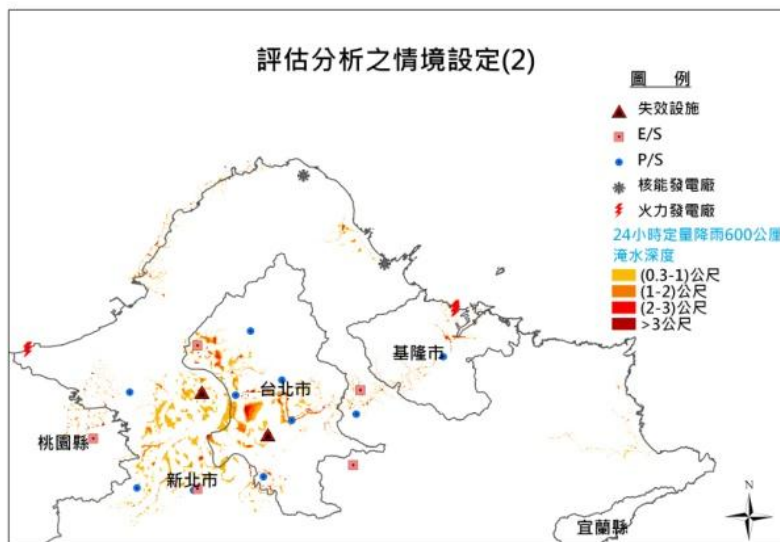 評估分析之情境設定(2)
圖 例
失效設施
E/S
P/S
核能發電廠
火力發電廠
24小時定量降雨600公厘
淹水深度
(0.3-1)公尺
(1-2)公尺
(2-3)公尺
>3公尺
基隆市
台北市
桃園縣
新北市
宜蘭縣
N